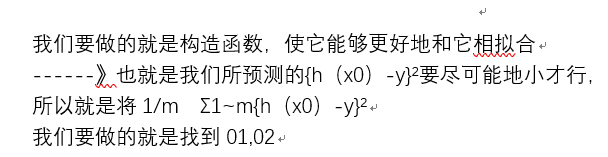 我们要做的就是构造函数，使它能够更好地和它相拟合
------》也就是我们所预测的{h（x0）-y}²要尽可能地小才行，
所以就是将 1/m Σ1~m{h（x0）-y}²
我们要做的就是找到 01,02